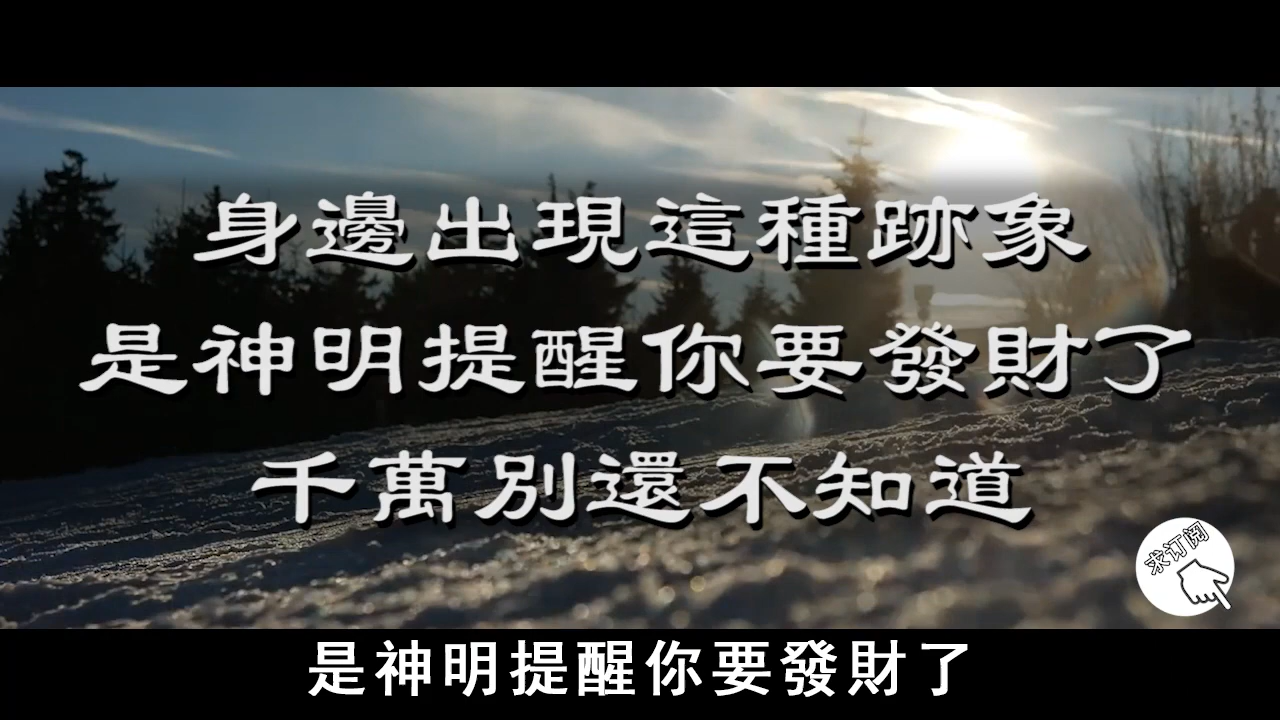 身邊出現這種跡象
是神明提醒你要發財了
千萬別還不知道
求订阅
是神明提醒你要發財了